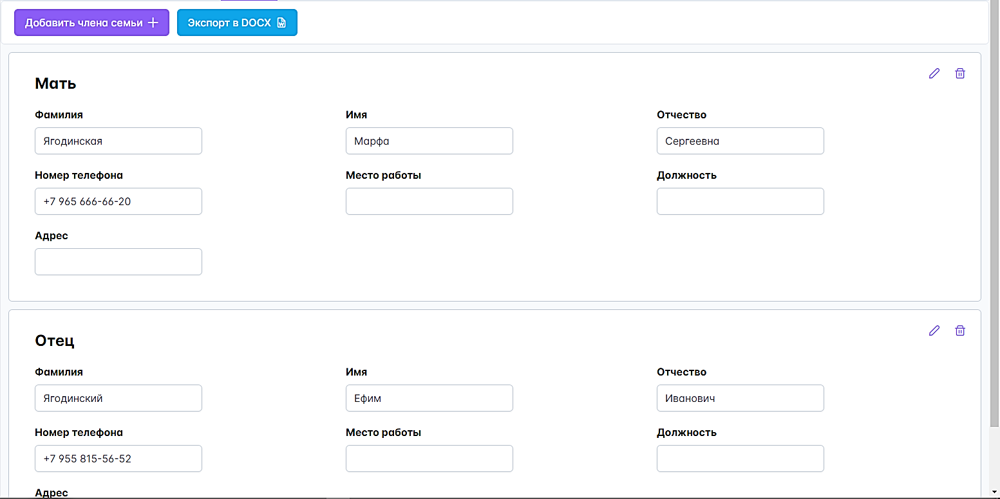 Добавить члена семьи
Экспорт в DOCX
Мать
Фамилия Имя Отчество
Ягодинская Марфа Сергеевна
Номер телефона Место работы Должность
+7 965 666-66-20
Адрес
Отец
Фамилия Имя Отчество
Ягодинский Ефим Иванович
Номер телефона Место работы Должность
+7 955 815-56-52
Адрес